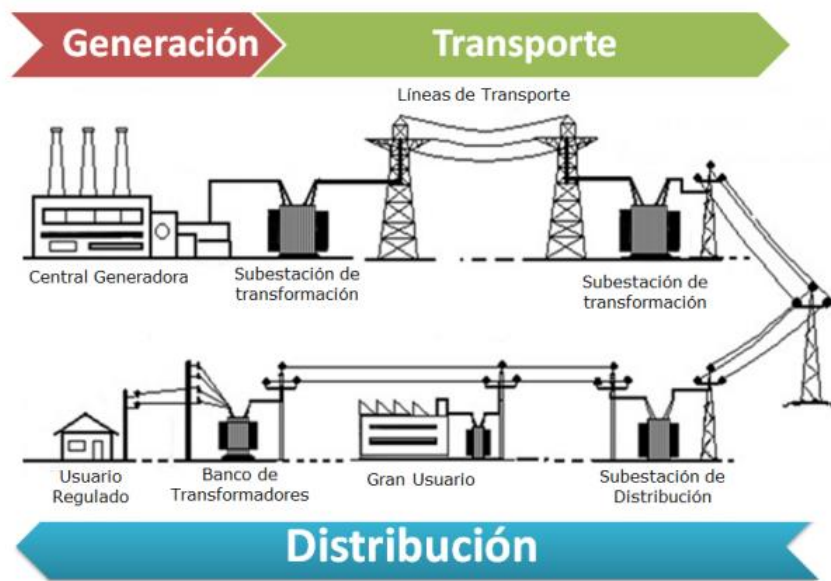 Generación
Transporte
Líneas de Transporte
Central Generadora
Subestación de
transformación
Subestación de
transformación
Usuario
Regulado
Banco de
Transformadores
Gran Usuario
Subestación de
Distribución
Distribución